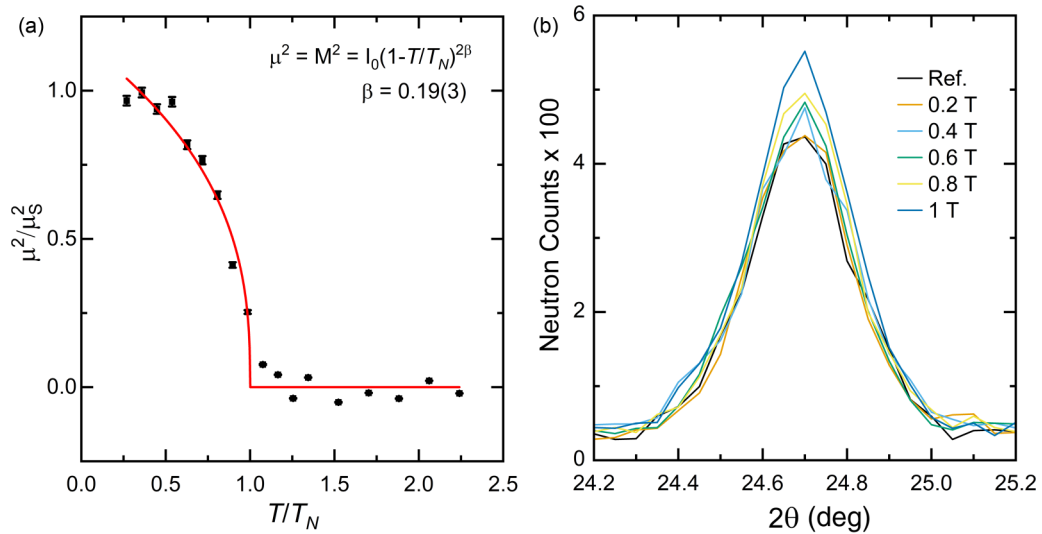 (a)
μ² = M² = I₀(1-T/T_N)^{2β}
β = 0.19(3)
μ²/μ_S²
1.0
0.5
0.0
0.0 0.5 1.0 1.5 2.0 2.5
T/T_N
(b)
Neutron Counts x 100
6
4
2
0
Ref.
0.2 T
0.4 T
0.6 T
0.8 T
1 T
24.2 24.4 24.6 24.8 25.0 25.2
2θ (deg)